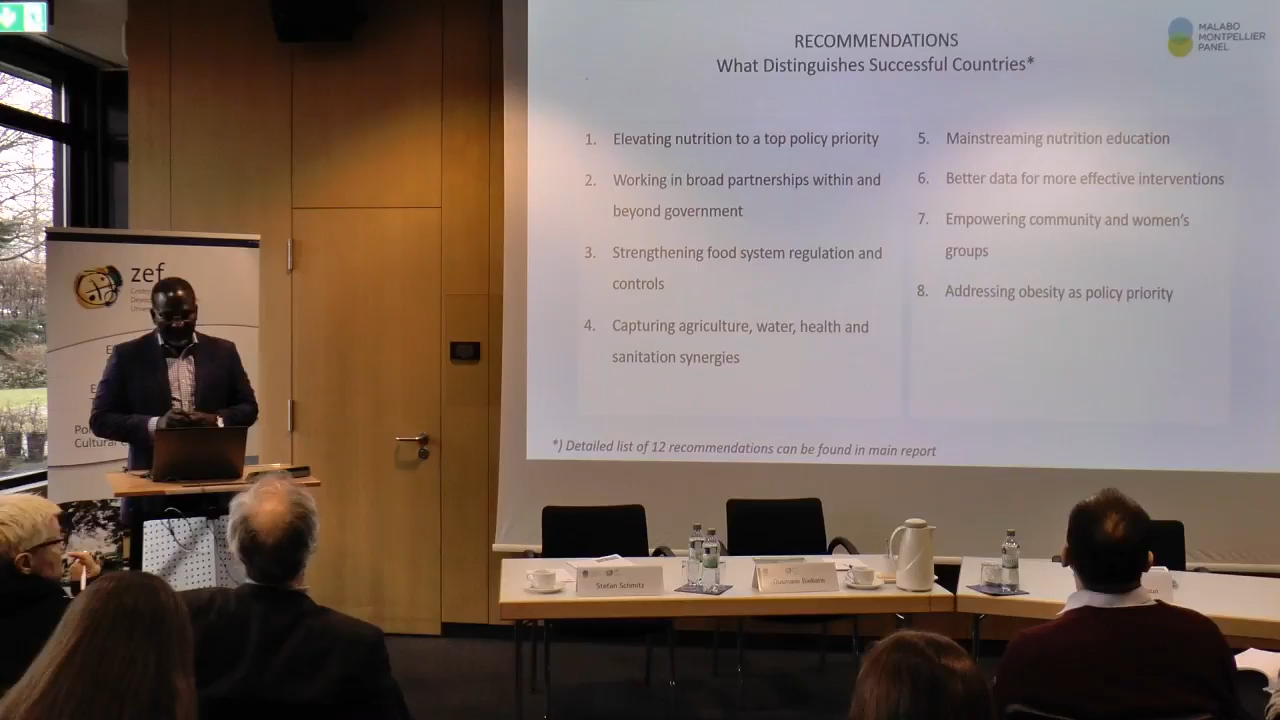 RECOMMENDATIONS
What Distinguishes Successful Countries*
MALABO
MONTPELLIER
PANEL
1. Elevating nutrition to a top policy priority
2. Working in broad partnerships within and
beyond government
3. Strengthening food system regulation and
controls
4. Capturing agriculture, water, health and
sanitation synergies
5. Mainstreaming nutrition education
6. Better data for more effective interventions
7. Empowering community and women's
groups
8. Addressing obesity as policy priority
*) Detailed list of 12 recommendations can be found in main report
zef
Cultural
Stefan Schmitz
Ousmane Badiane